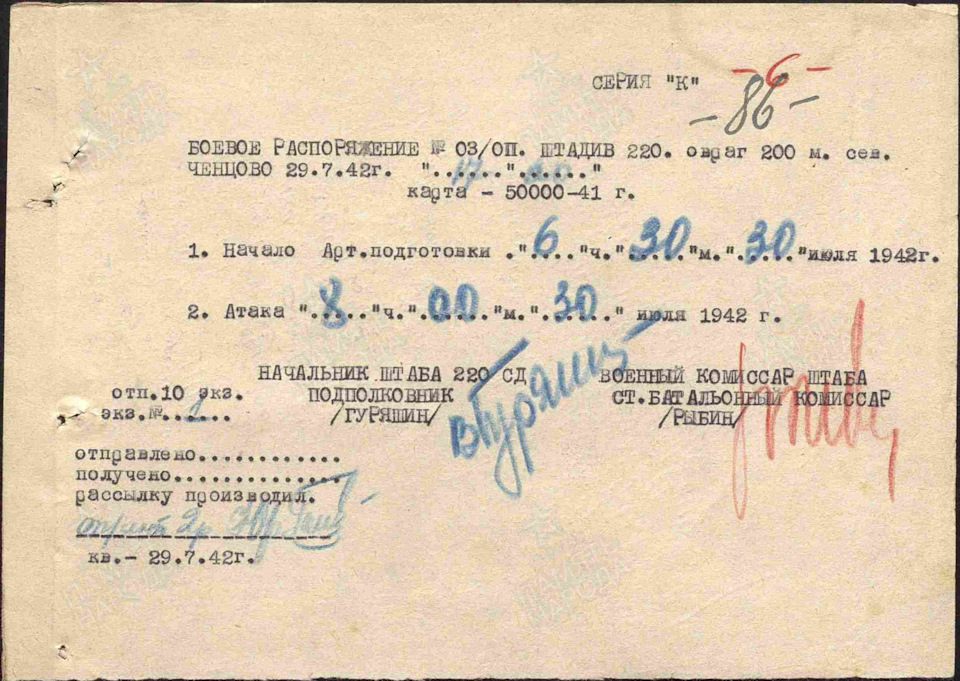 СЕРИЯ "К"
-6-
-86-
БОЕВОЕ РАСПОРЯЖЕНИЕ № 03/ОП. ШТАДИВ 220. овраг 200 м. сев.
ЧЕНЦОВО 29.7.42г. "......"......"
карта - 50000-41 г.
1. Начало Арт.подготовки ."6"ч."30"м."30"июля 1942г.
2. Атака "8"ч."00"м."30" июля 1942 г.
НАЧАЛЬНИК ШТАБА 220 СД ВОЕННЫЙ КОМИССАР ШТАБА
отп.10 экз. ПОДПОЛКОВНИК СТ.БАТАЛЬОННЫЙ КОМИССАР
экз.№ /ГУРЯШИН/ /РЫБИН/
отправлено.............
получено...............
рассылку производил.
кв.- 29.7.42г.
ПАМЯТЬ НАРОДА